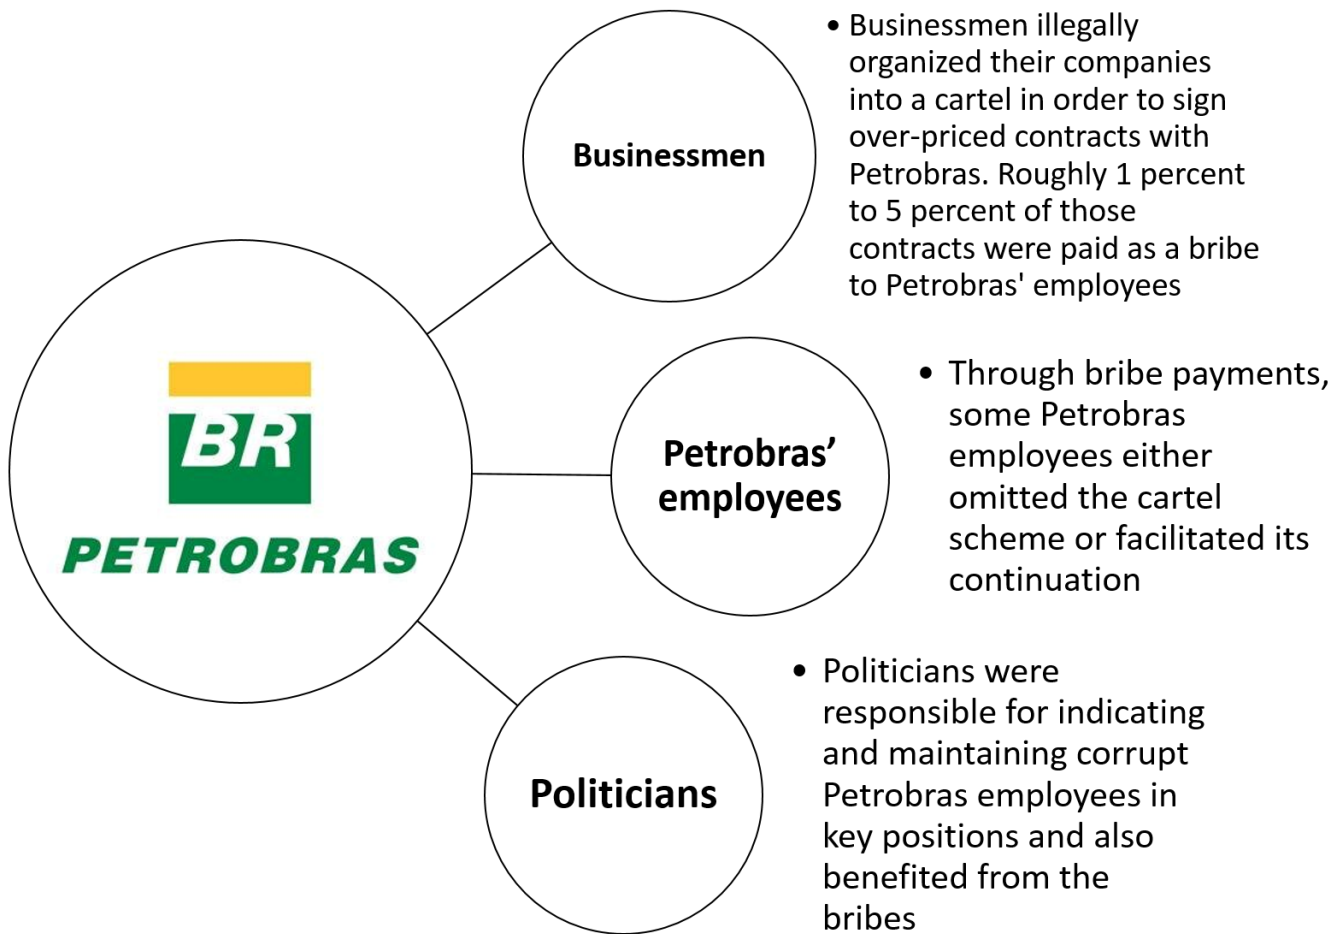 • Businessmen illegally
organized their companies
into a cartel in order to sign
over-priced contracts with
Petrobras. Roughly 1 percent
to 5 percent of those
contracts were paid as a bribe
to Petrobras' employees
Businessmen
BR
PETROBRAS
Petrobras’
employees
• Through bribe payments,
some Petrobras
employees either
omitted the cartel
scheme or facilitated its
continuation
Politicians
• Politicians were
responsible for indicating
and maintaining corrupt
Petrobras employees in
key positions and also
benefited from the
bribes